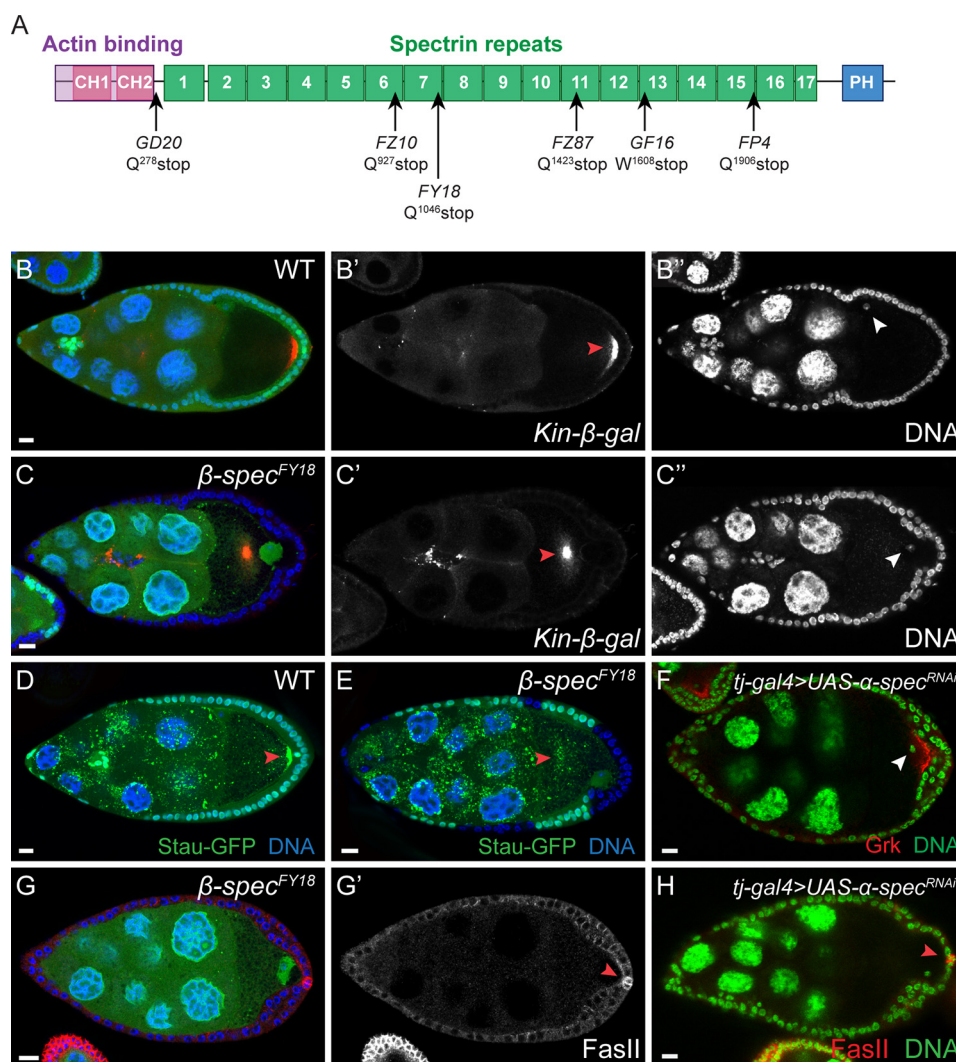 A
Actin binding
Spectrin repeats
CH1 CH2 1 2 3 4 5 6 7 8 9 10 11 12 13 14 15 16 17 PH
GD20
Q278stop
FZ10
Q927stop
FY18
Q1046stop
FZ87
Q1423stop
GF16
W1608stop
FP4
Q1906stop
B WT
B' Kin-β-gal
B'' DNA
C β-specFY18
C' Kin-β-gal
C'' DNA
D WT
Stau-GFP DNA
E β-specFY18
Stau-GFP DNA
F tj-gal4>UAS-α-specRNAi
Grk DNA
G β-specFY18
G' FasII
H tj-gal4>UAS-α-specRNAi
FasII DNA